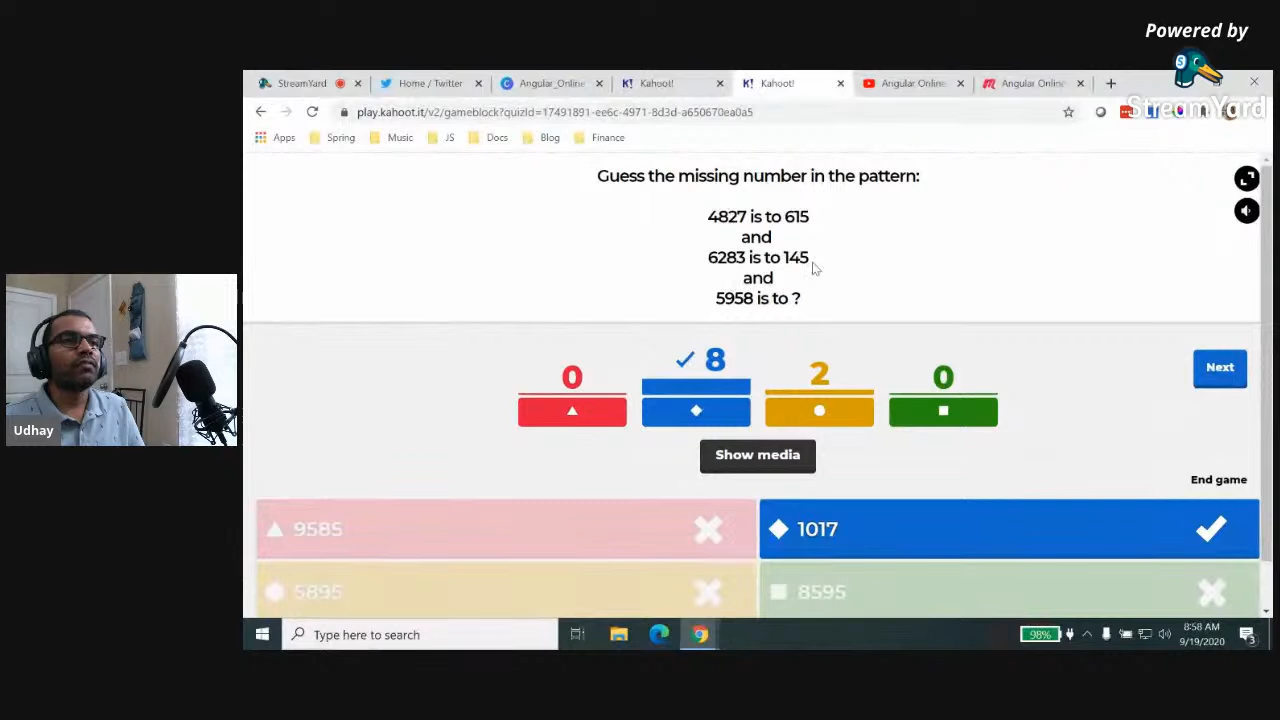 Powered by
StreamYard
StreamYard
Home / Twitter
Angular_Online
Kahoot!
Kahoot!
Angular Online
Angular Online
play.kahoot.it/v2/gameblock?quizId=17491891-ee6c-4971-8d3d-a650670ea0a5
Apps
Spring
Music
JS
Docs
Blog
Finance
Guess the missing number in the pattern:
4827 is to 615
and
6283 is to 145
and
5958 is to ?
0
8
2
0
Next
Show media
End game
9585
1017
5895
8595
Udhay
Type here to search
98%
8:58 AM
9/19/2020
3